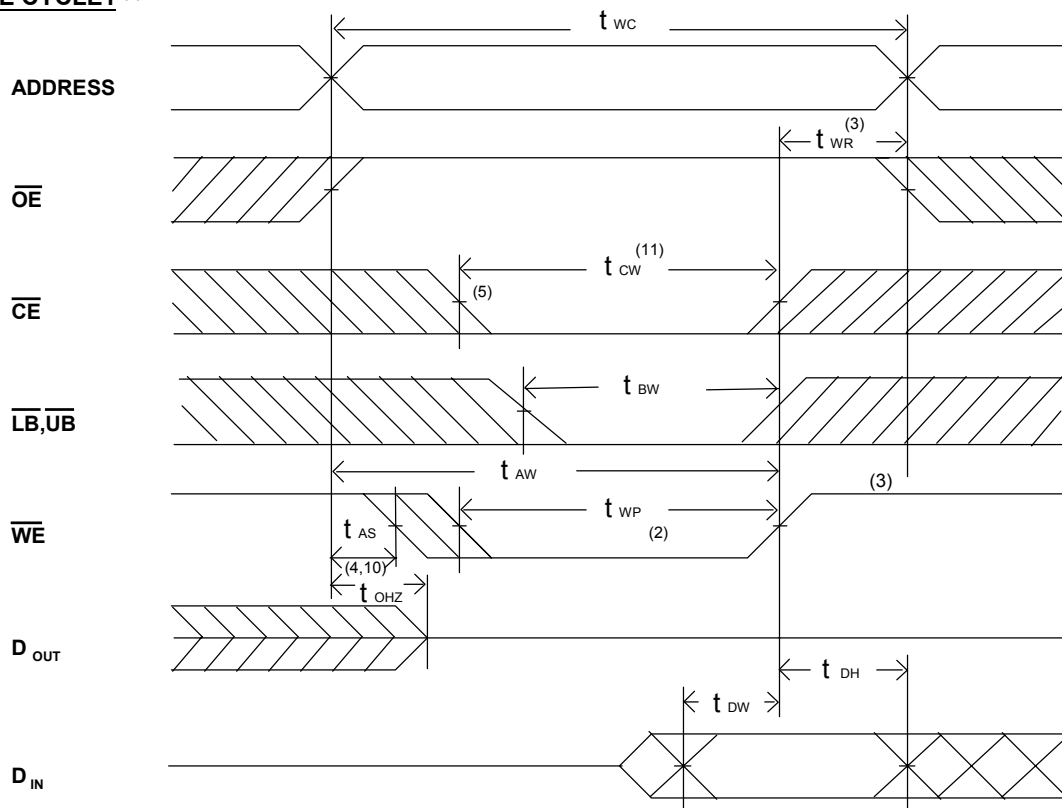 t WC
ADDRESS
t WR (3)
OE
t CW (11)
(5)
CE
t BW
LB,UB
t AW
(3)
t WP
WE
t AS
(2)
(4,10)
t OHZ
D OUT
t DH
t DW
D IN